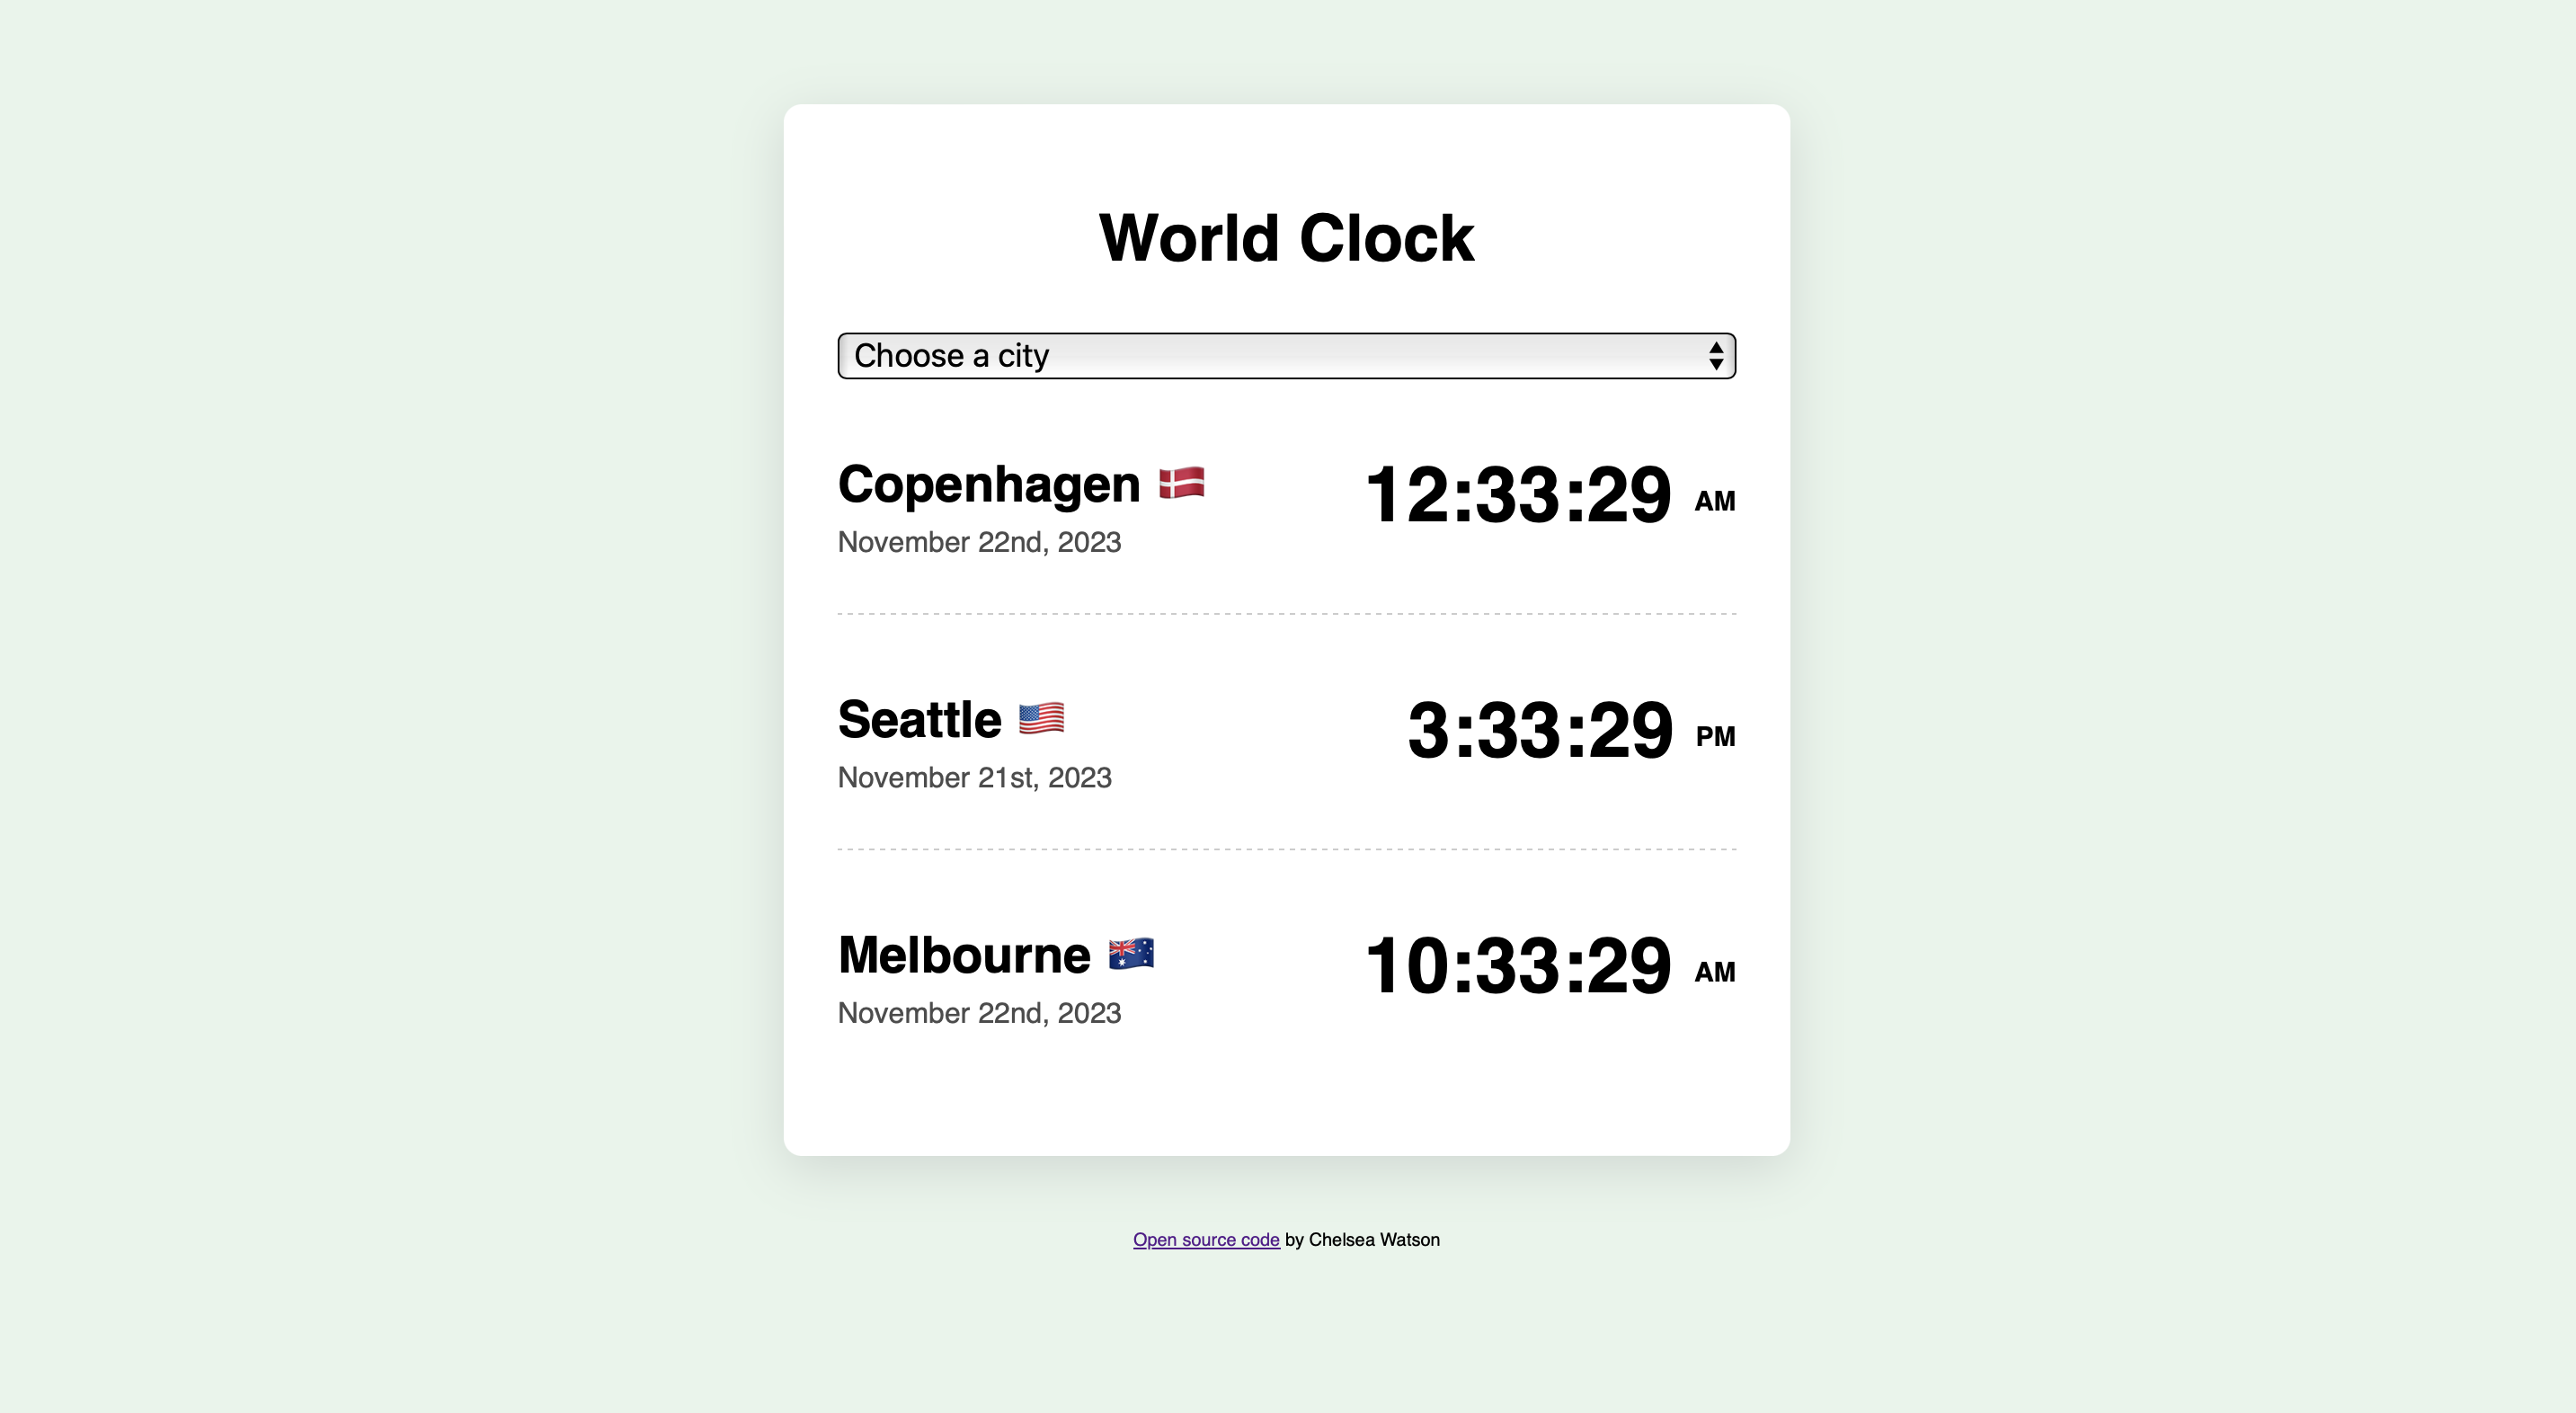 World Clock
Choose a city
Copenhagen 🇩🇰 12:33:29 AM
November 22nd, 2023
Seattle 🇺🇸 3:33:29 PM
November 21st, 2023
Melbourne 🇦🇺 10:33:29 AM
November 22nd, 2023
Open source code by Chelsea Watson